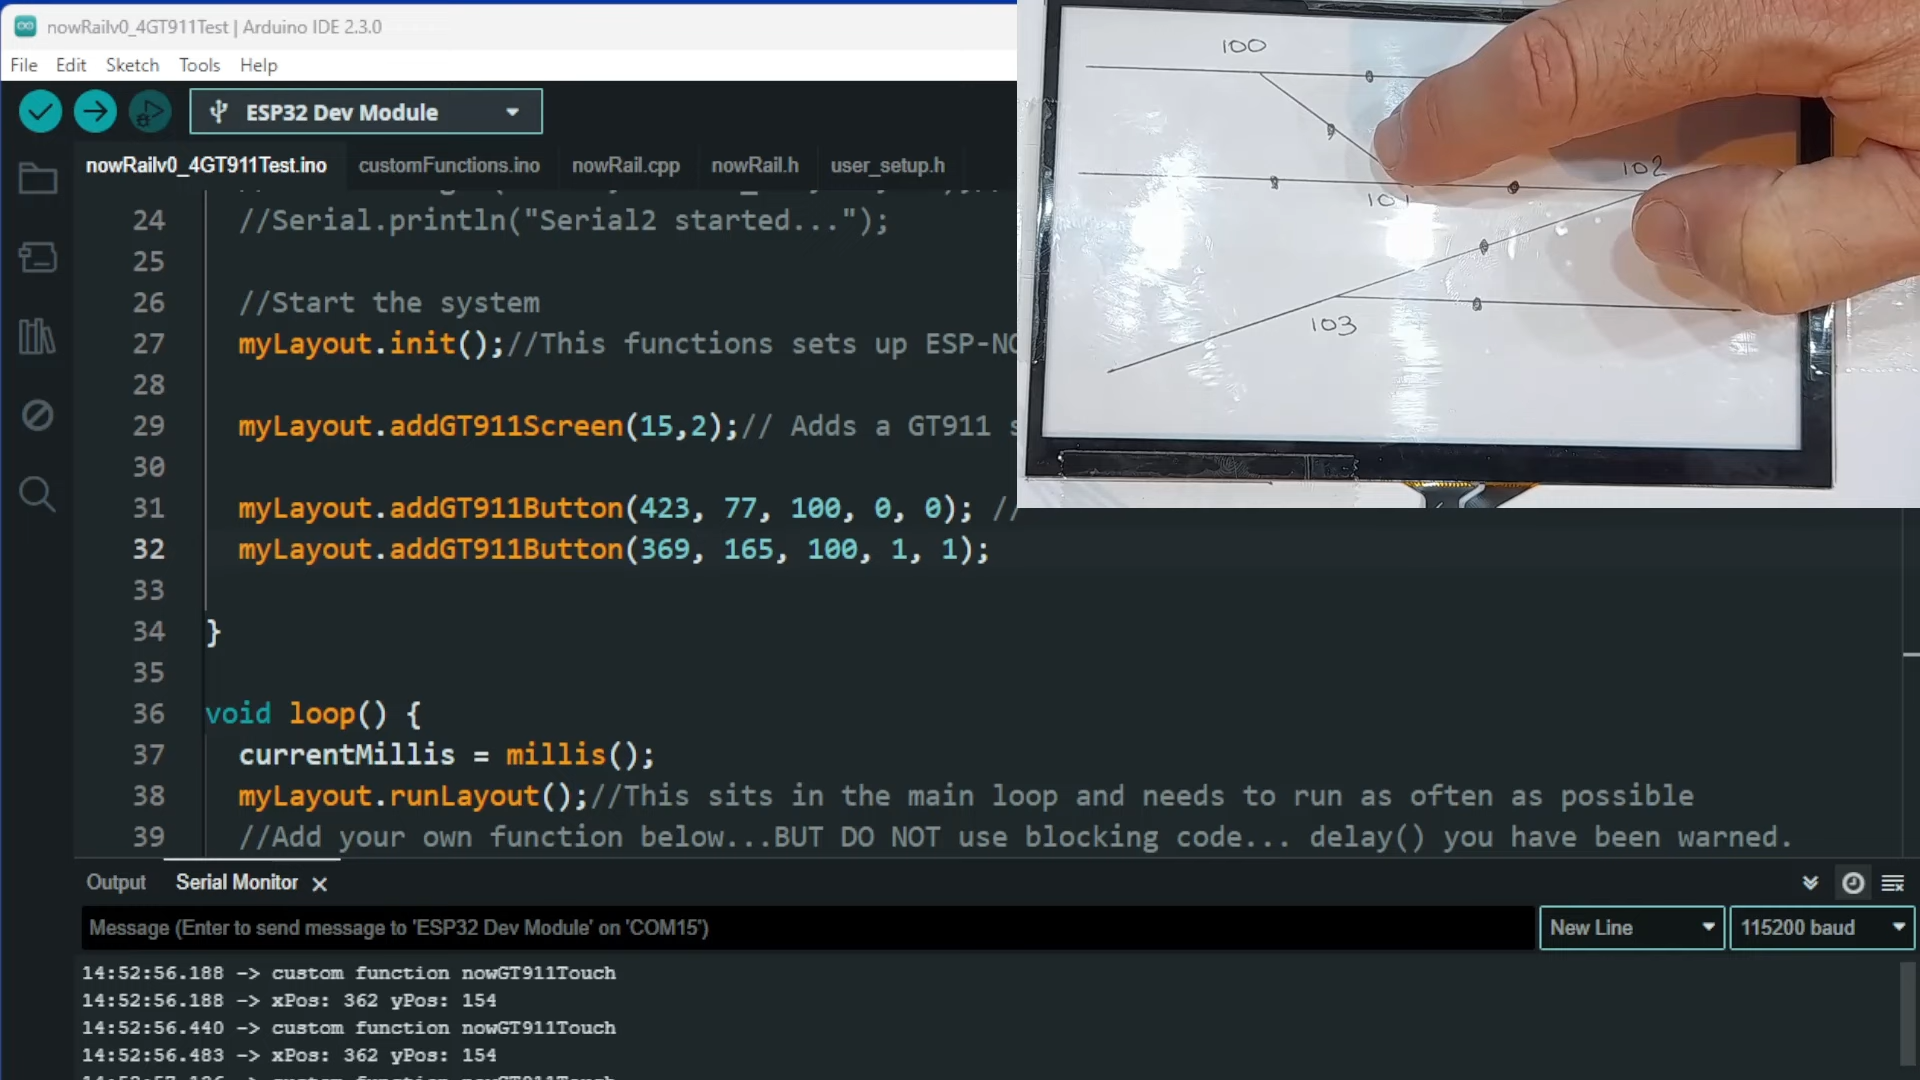 nowRailv0_4GT911Test | Arduino IDE 2.3.0
File Edit Sketch Tools Help
ESP32 Dev Module
nowRailv0_4GT911Test.ino customFunctions.ino nowRail.cpp nowRail.h user_setup.h
24 //Serial.println("Serial2 started...");
25
26 //Start the system
27 myLayout.init();//This functions sets up ESP-NO
28
29 myLayout.addGT911Screen(15,2);// Adds a GT911 s
30
31 myLayout.addGT911Button(423, 77, 100, 0, 0); //
32 myLayout.addGT911Button(369, 165, 100, 1, 1);
33
34 }
35
36 void loop() {
37 currentMillis = millis();
38 myLayout.runLayout();//This sits in the main loop and needs to run as often as possible
39 //Add your own function below...BUT DO NOT use blocking code... delay() you have been warned.
Output Serial Monitor
Message (Enter to send message to 'ESP32 Dev Module' on 'COM15')
New Line 115200 baud
14:52:56.188 -> custom function nowGT911Touch
14:52:56.188 -> xPos: 362 yPos: 154
14:52:56.440 -> custom function nowGT911Touch
14:52:56.483 -> xPos: 362 yPos: 154
100
102
101
103